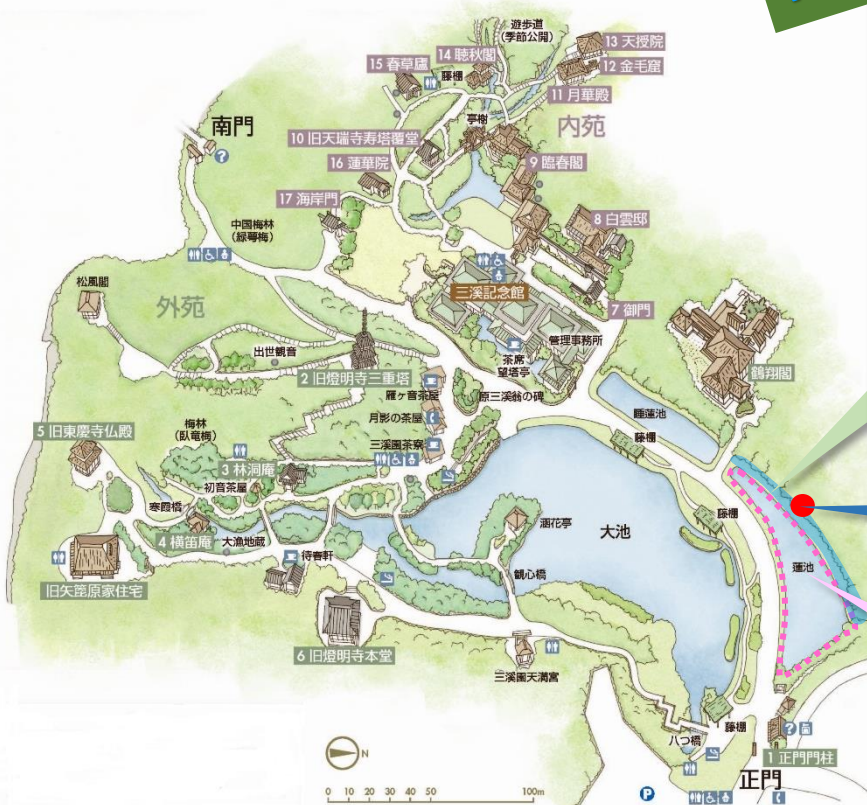 遊歩道
(季節公開)
13 天授院
14 聴秋閣
12 金毛窟
15 春草廬
藤棚
11 月華殿
南門
亭榭
内苑
10 旧天瑞寺寿塔覆堂
16 蓮華院
9 臨春閣
17 海岸門
8 白雲邸
中国梅林
(緑萼梅)
松風閣
三溪記念館
7 御門
外苑
管理事務所
出世観音
茶席
望塔亭
鶴翔閣
2 旧燈明寺三重塔
雁ヶ音茶屋
原三溪翁の碑
睡蓮池
月影の茶屋
梅林
(臥竜梅)
5 旧東慶寺仏殿
三溪園茶寮
藤棚
3 林洞庵
初音茶屋
寒霞橋
涵花亭
大池
藤棚
4 横笛庵
大漁地蔵
待春軒
観心橋
蓮池
旧矢箆原家住宅
6 旧燈明寺本堂
三溪園天満宮
藤棚
八つ橋
1 正門門柱
正門
N
0 10 20 30 40 50 100m
P